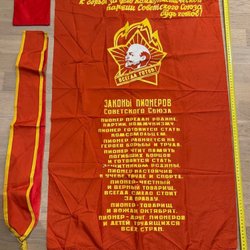 к борьбе за дело Коммунистической
партии Советского Союза
будь готов!
ВСЕГДА ГОТОВ!
ЗАКОНЫ ПИОНЕРОВ
Советского Союза
Пионер предан Родине,
партии, коммунизму.
Пионер готовится стать
комсомольцем.
Пионер равняется на
героев борьбы и труда.
Пионер чтит память
погибших борцов
и готовится стать
защитником Родины.
Пионер настойчив
в учёбе, труде и спорте.
Пионер-честный
и верный товарищ,
всегда смело стоит
за правду.
Пионер-товарищ
и вожак октябрят.
Пионер-друг пионерам
и детям трудящихся
всех стран.